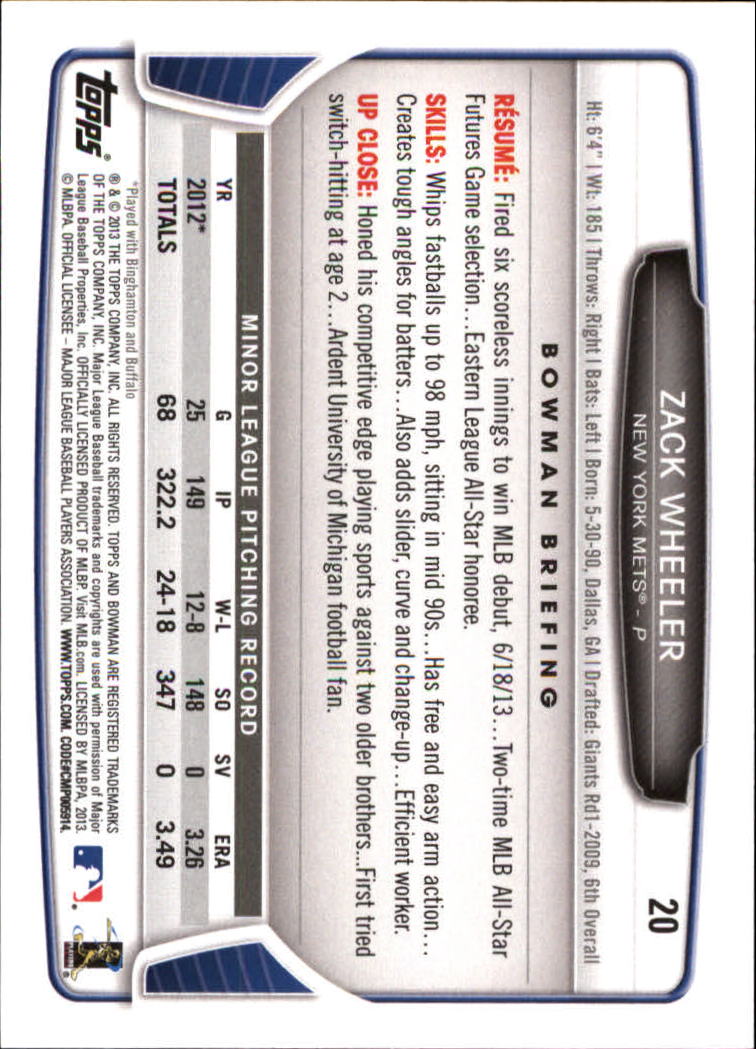 20
ZACK WHEELER
NEW YORK METS® - P
Ht: 6'4" | Wt: 185 | Throws: Right | Bats: Left | Born: 5-30-90, Dallas, GA | Drafted: Giants Rd1-2009, 6th Overall
BOWMAN BRIEFING
RÉSUMÉ: Fired six scoreless innings to win MLB debut, 6/18/13...Two-time MLB All-Star
Futures Game selection...Eastern League All-Star honoree.
SKILLS: Whips fastballs up to 98 mph, sitting in mid 90s...Has free and easy arm action...
Creates tough angles for batters...Also adds slider, curve and change-up...Efficient worker.
UP CLOSE: Honed his competitive edge playing sports against two older brothers...First tried
switch-hitting at age 2...Ardent University of Michigan football fan.
MINOR LEAGUE PITCHING RECORD
YR G IP W-L SO SV ERA
2012* 25 149 12-8 148 0 3.26
TOTALS 68 322.2 24-18 347 0 3.49
*Played with Binghamton and Buffalo
® & © 2013 THE TOPPS COMPANY, INC. ALL RIGHTS RESERVED. TOPPS AND BOWMAN ARE REGISTERED TRADEMARKS
OF THE TOPPS COMPANY, INC. Major League Baseball trademarks and copyrights are used with permission of Major
League Baseball Properties, Inc. OFFICIALLY LICENSED PRODUCT OF MLBP. Visit MLB.com. LICENSED BY MLBPA, 2013.
© MLBPA. OFFICIAL LICENSEE – MAJOR LEAGUE BASEBALL PLAYERS ASSOCIATION. WWW.TOPPS.COM. CODE#CMP005914.
Topps®